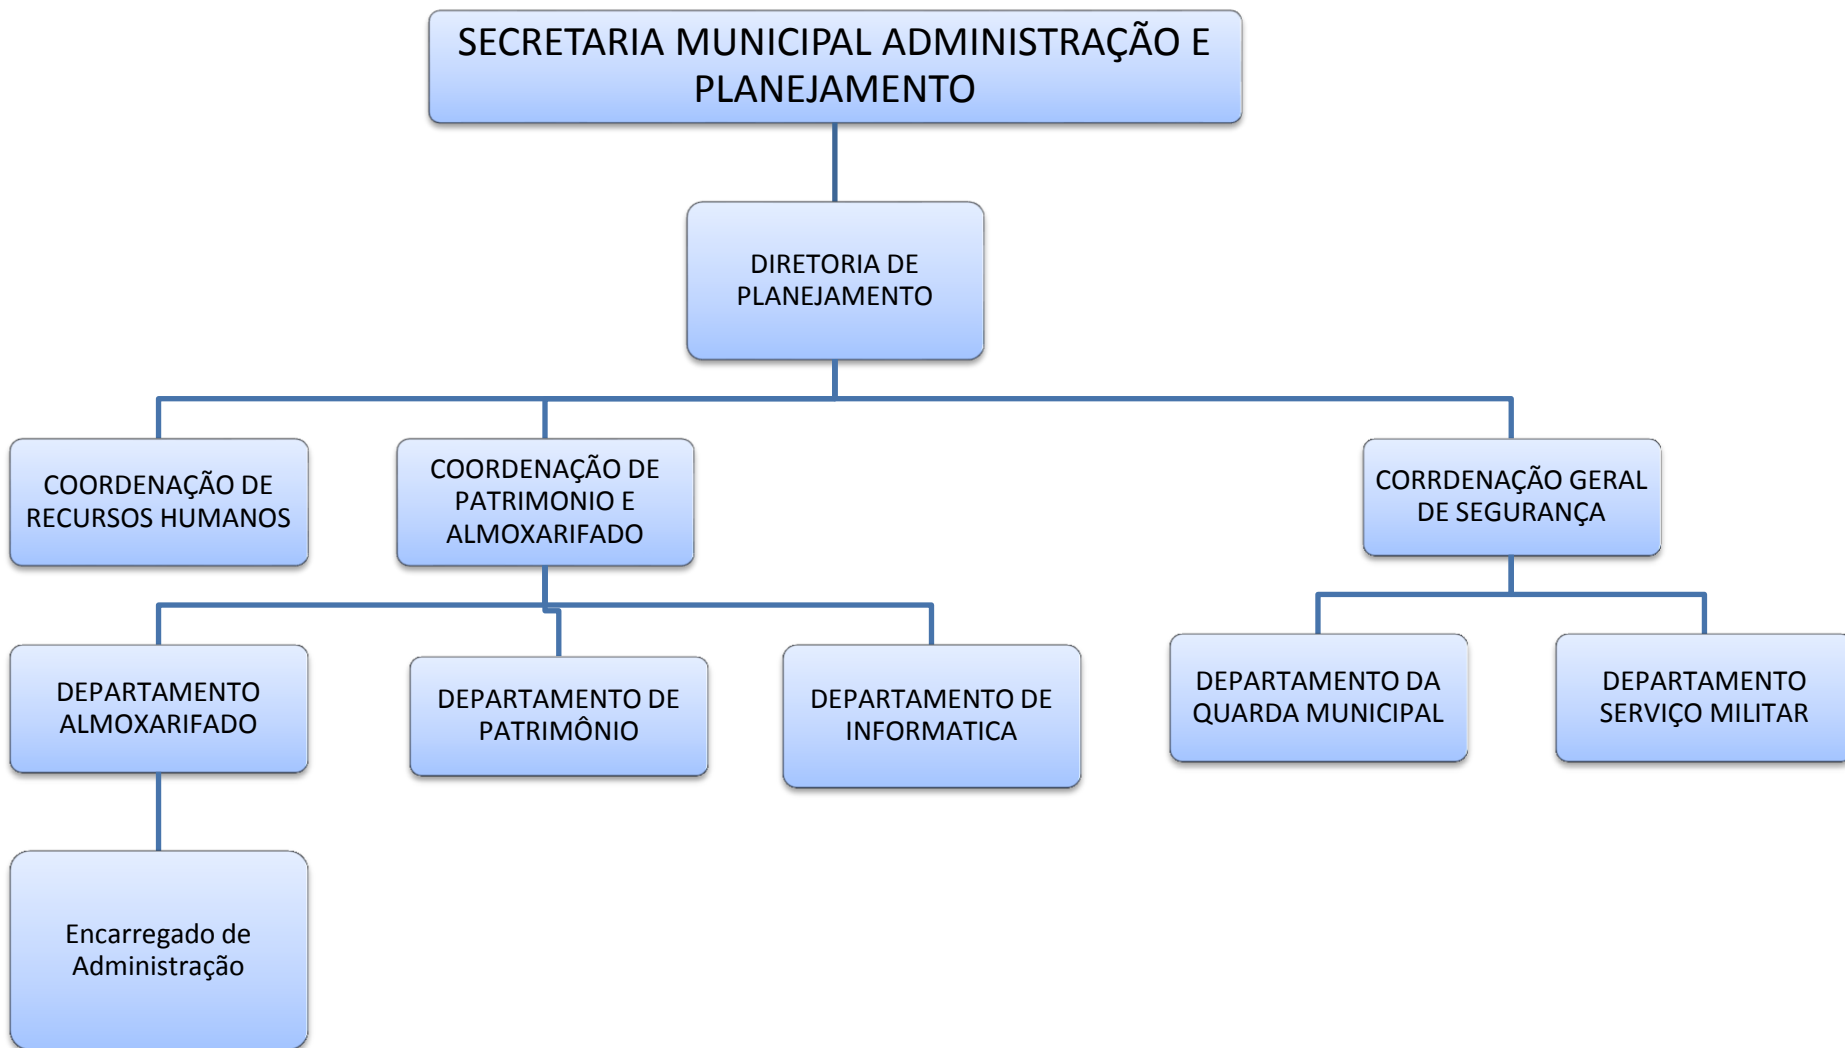 SECRETARIA MUNICIPAL ADMINISTRAÇÃO E
PLANEJAMENTO
DIRETORIA DE
PLANEJAMENTO
COORDENAÇÃO DE
RECURSOS HUMANOS
COORDENAÇÃO DE
PATRIMONIO E
ALMOXARIFADO
CORRDENAÇÃO GERAL
DE SEGURANÇA
DEPARTAMENTO
ALMOXARIFADO
DEPARTAMENTO DE
PATRIMÔNIO
DEPARTAMENTO DE
INFORMATICA
DEPARTAMENTO DA
QUARDA MUNICIPAL
DEPARTAMENTO
SERVIÇO MILITAR
Encarregado de
Administração